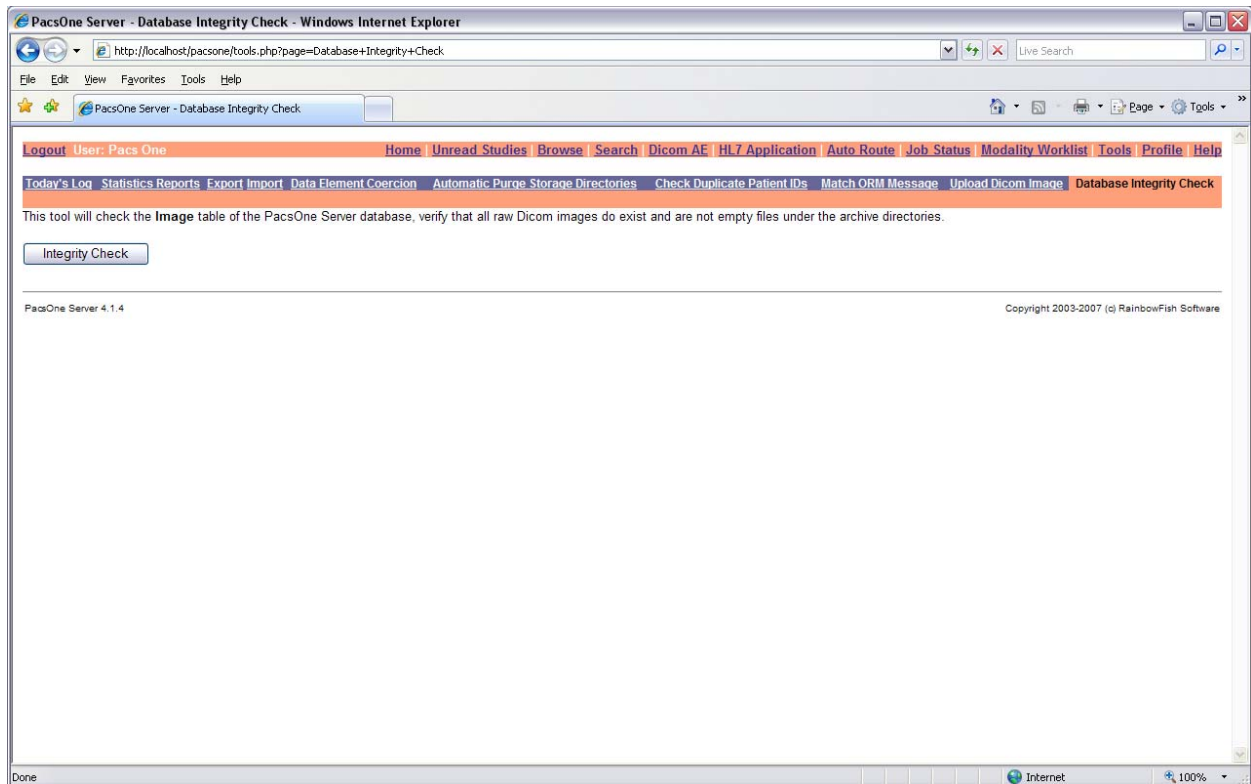 PacsOne Server - Database Integrity Check - Windows Internet Explorer
http://localhost/pacsone/tools.php?page=Database+Integrity+Check
Live Search
File Edit View Favorites Tools Help
PacsOne Server - Database Integrity Check
Page Tools »
Logout User: Pacs One Home | Unread Studies | Browse | Search | Dicom AE | HL7 Application | Auto Route | Job Status | Modality Worklist | Tools | Profile | Help
Today's Log Statistics Reports Export Import Data Element Coercion Automatic Purge Storage Directories Check Duplicate Patient IDs Match ORM Message Upload Dicom Image Database Integrity Check
This tool will check the Image table of the PacsOne Server database, verify that all raw Dicom images do exist and are not empty files under the archive directories.
Integrity Check
PacsOne Server 4.1.4 Copyright 2003-2007 (c) RainbowFish Software
Done Internet 100%